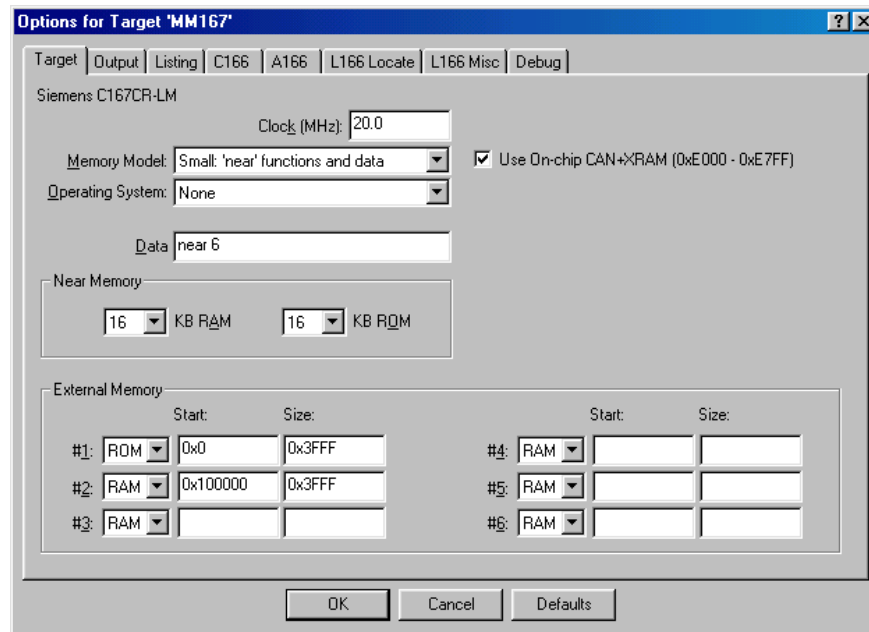 Options for Target 'MM167'
Target Output Listing C166 A166 L166 Locate L166 Misc Debug
Siemens C167CR-LM
Clock (MHz): 20.0
Memory Model: Small: 'near' functions and data
Use On-chip CAN+XRAM (0xE000 - 0xE7FF)
Operating System: None
Data near 6
Near Memory
16 KB RAM 16 KB ROM
External Memory
Start: Size: Start: Size:
#1: ROM 0x0 0x3FFF #4: RAM
#2: RAM 0x100000 0x3FFF #5: RAM
#3: RAM #6: RAM
OK Cancel Defaults